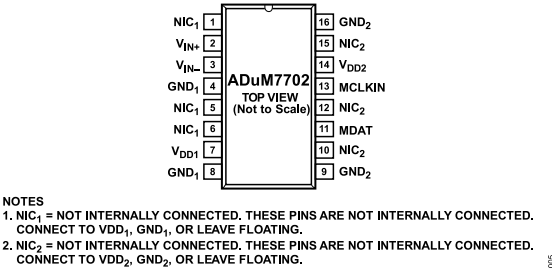 NIC1 1
VIN+ 2
VIN– 3
GND1 4
NIC1 5
NIC1 6
VDD1 7
GND1 8
ADuM7702
TOP VIEW
(Not to Scale)
16 GND2
15 NIC2
14 VDD2
13 MCLKIN
12 NIC2
11 MDAT
10 NIC2
9 GND2
NOTES
1. NIC1 = NOT INTERNALLY CONNECTED. THESE PINS ARE NOT INTERNALLY CONNECTED.
CONNECT TO VDD1, GND1, OR LEAVE FLOATING.
2. NIC2 = NOT INTERNALLY CONNECTED. THESE PINS ARE NOT INTERNALLY CONNECTED.
CONNECT TO VDD2, GND2, OR LEAVE FLOATING.